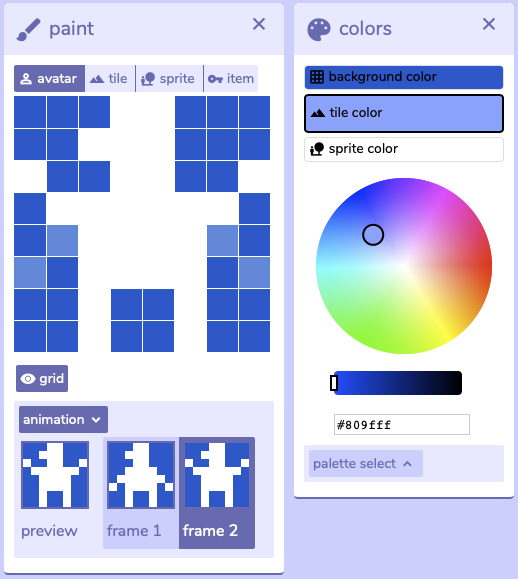 paint
avatar
tile
sprite
item
grid
animation
preview
frame 1
frame 2
colors
background color
tile color
sprite color
#809fff
palette select